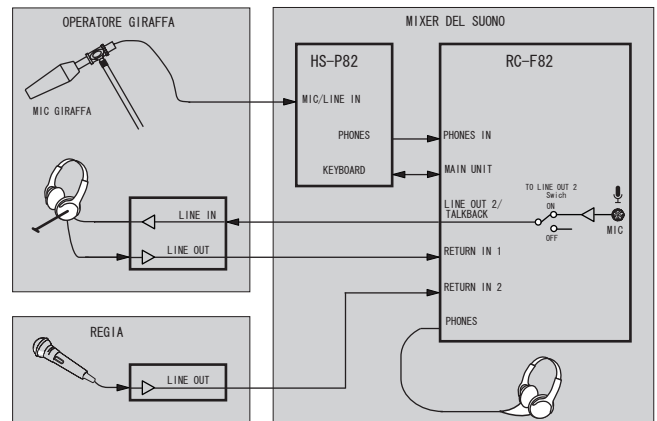 OPERATORE GIRAFFA
MIC GIRAFFA
LINE IN
LINE OUT
REGIA
LINE OUT
MIXER DEL SUONO
HS-P82
MIC/LINE IN
PHONES
KEYBOARD
RC-F82
PHONES IN
MAIN UNIT
LINE OUT 2/
TALKBACK
TO LINE OUT 2
Swich
ON
OFF
MIC
RETURN IN 1
RETURN IN 2
PHONES